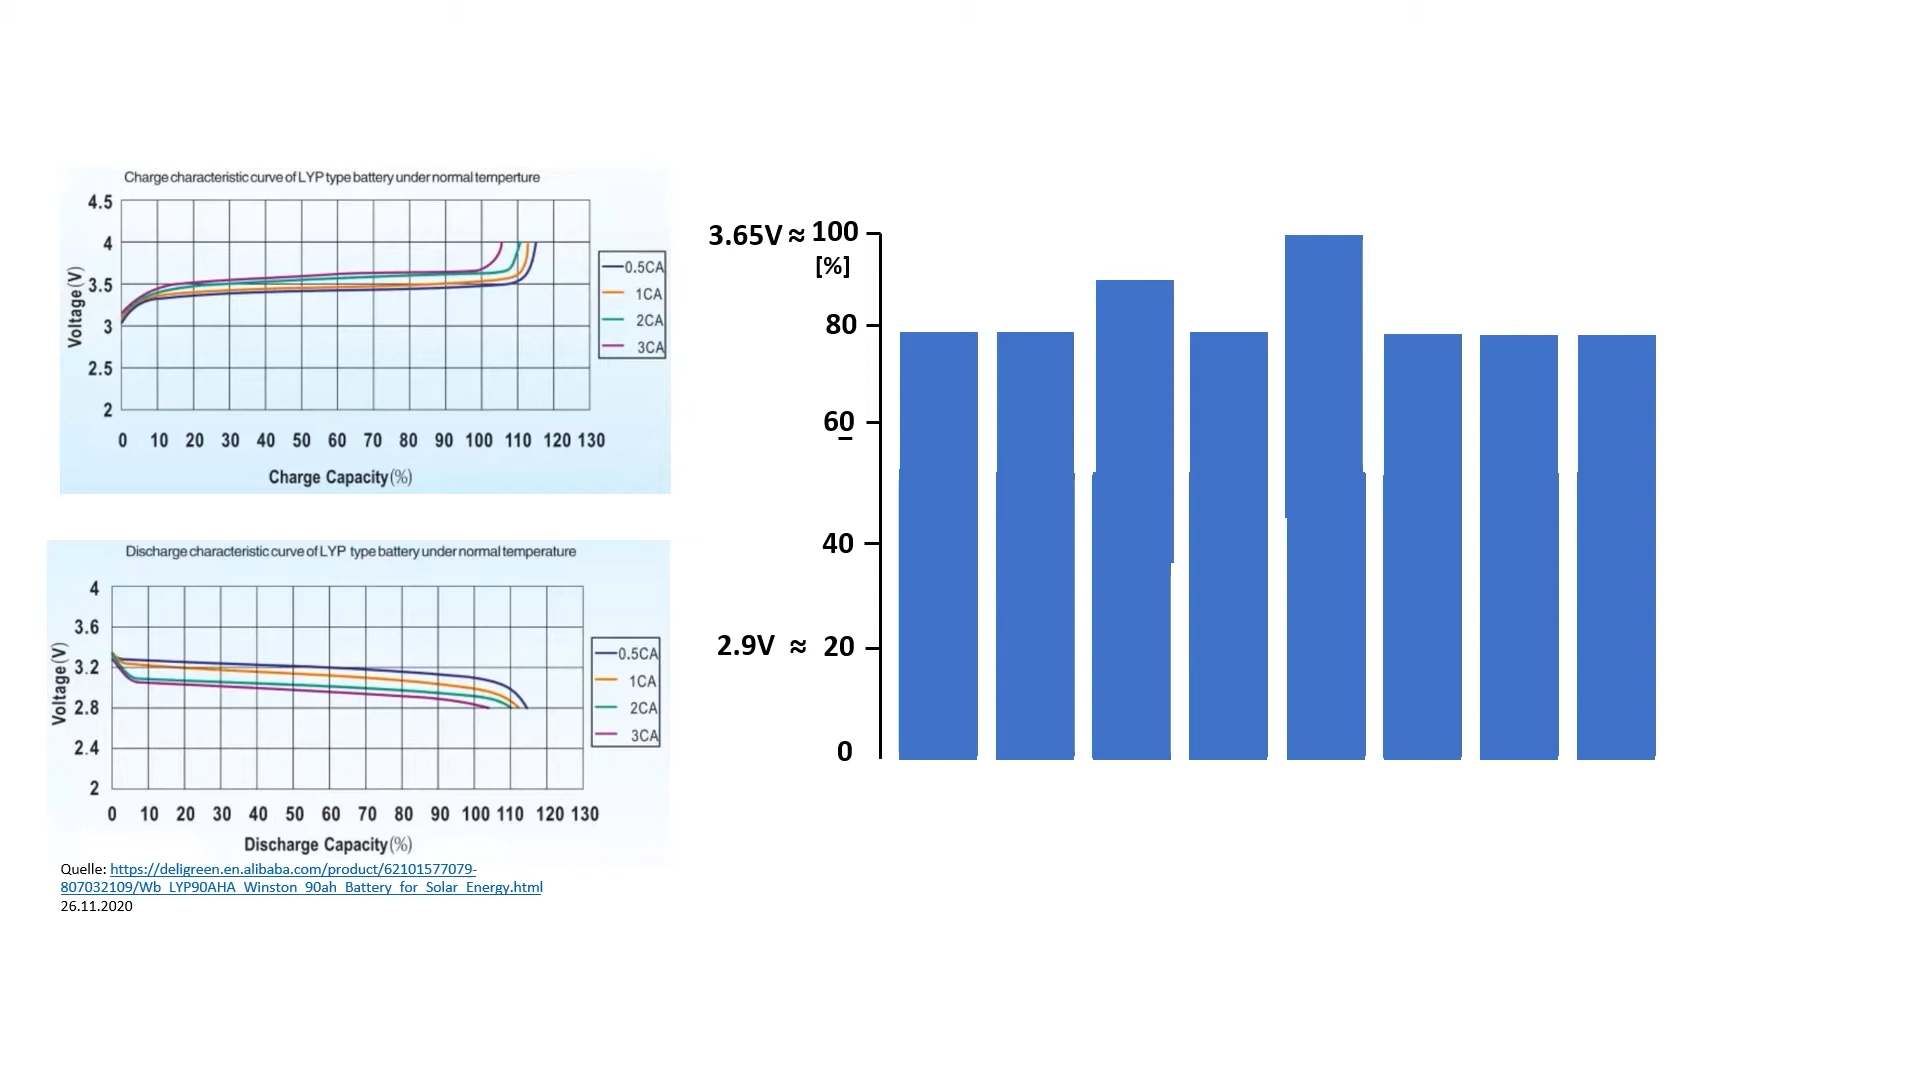 Charge characteristic curve of LYP type battery under normal temperture
4.5
4
3.5
3
2.5
2
Voltage(V)
0 10 20 30 40 50 60 70 80 90 100 110 120 130
Charge Capacity(%)
0.5CA
1CA
2CA
3CA
Discharge characteristic curve of LYP type battery under normal temperature
4
3.6
3.2
2.8
2.4
2
Voltage(V)
0 10 20 30 40 50 60 70 80 90 100 110 120 130
Discharge Capacity(%)
0.5CA
1CA
2CA
3CA
Quelle: https://deligreen.en.alibaba.com/product/62101577079-
807032109/Wb_LYP90AHA_Winston_90ah_Battery_for_Solar_Energy.html
26.11.2020
3.65V ≈ 100
[%]
80
60
40
2.9V ≈ 20
0